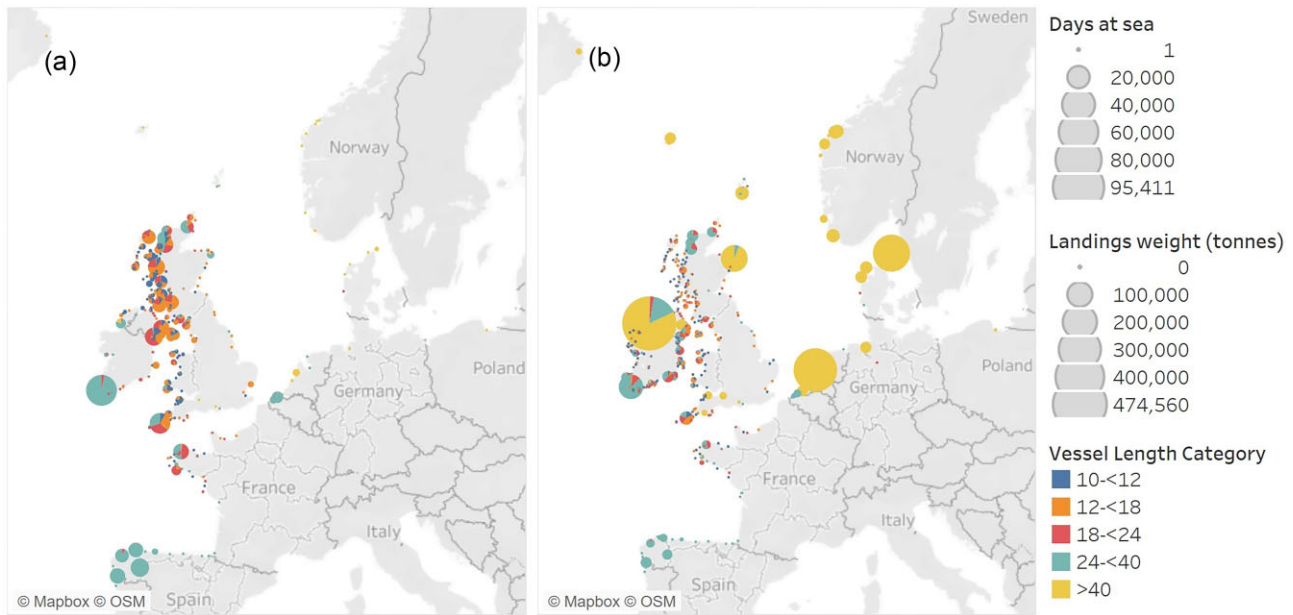 (a)
Norway
Germany
Poland
France
Italy
Spain
© Mapbox © OSM
(b)
Sweden
Norway
Germany
Poland
France
Italy
Spain
© Mapbox © OSM
Days at sea
1
20,000
40,000
60,000
80,000
95,411
Landings weight (tonnes)
0
100,000
200,000
300,000
400,000
474,560
Vessel Length Category
10-<12
12-<18
18-<24
24-<40
>40